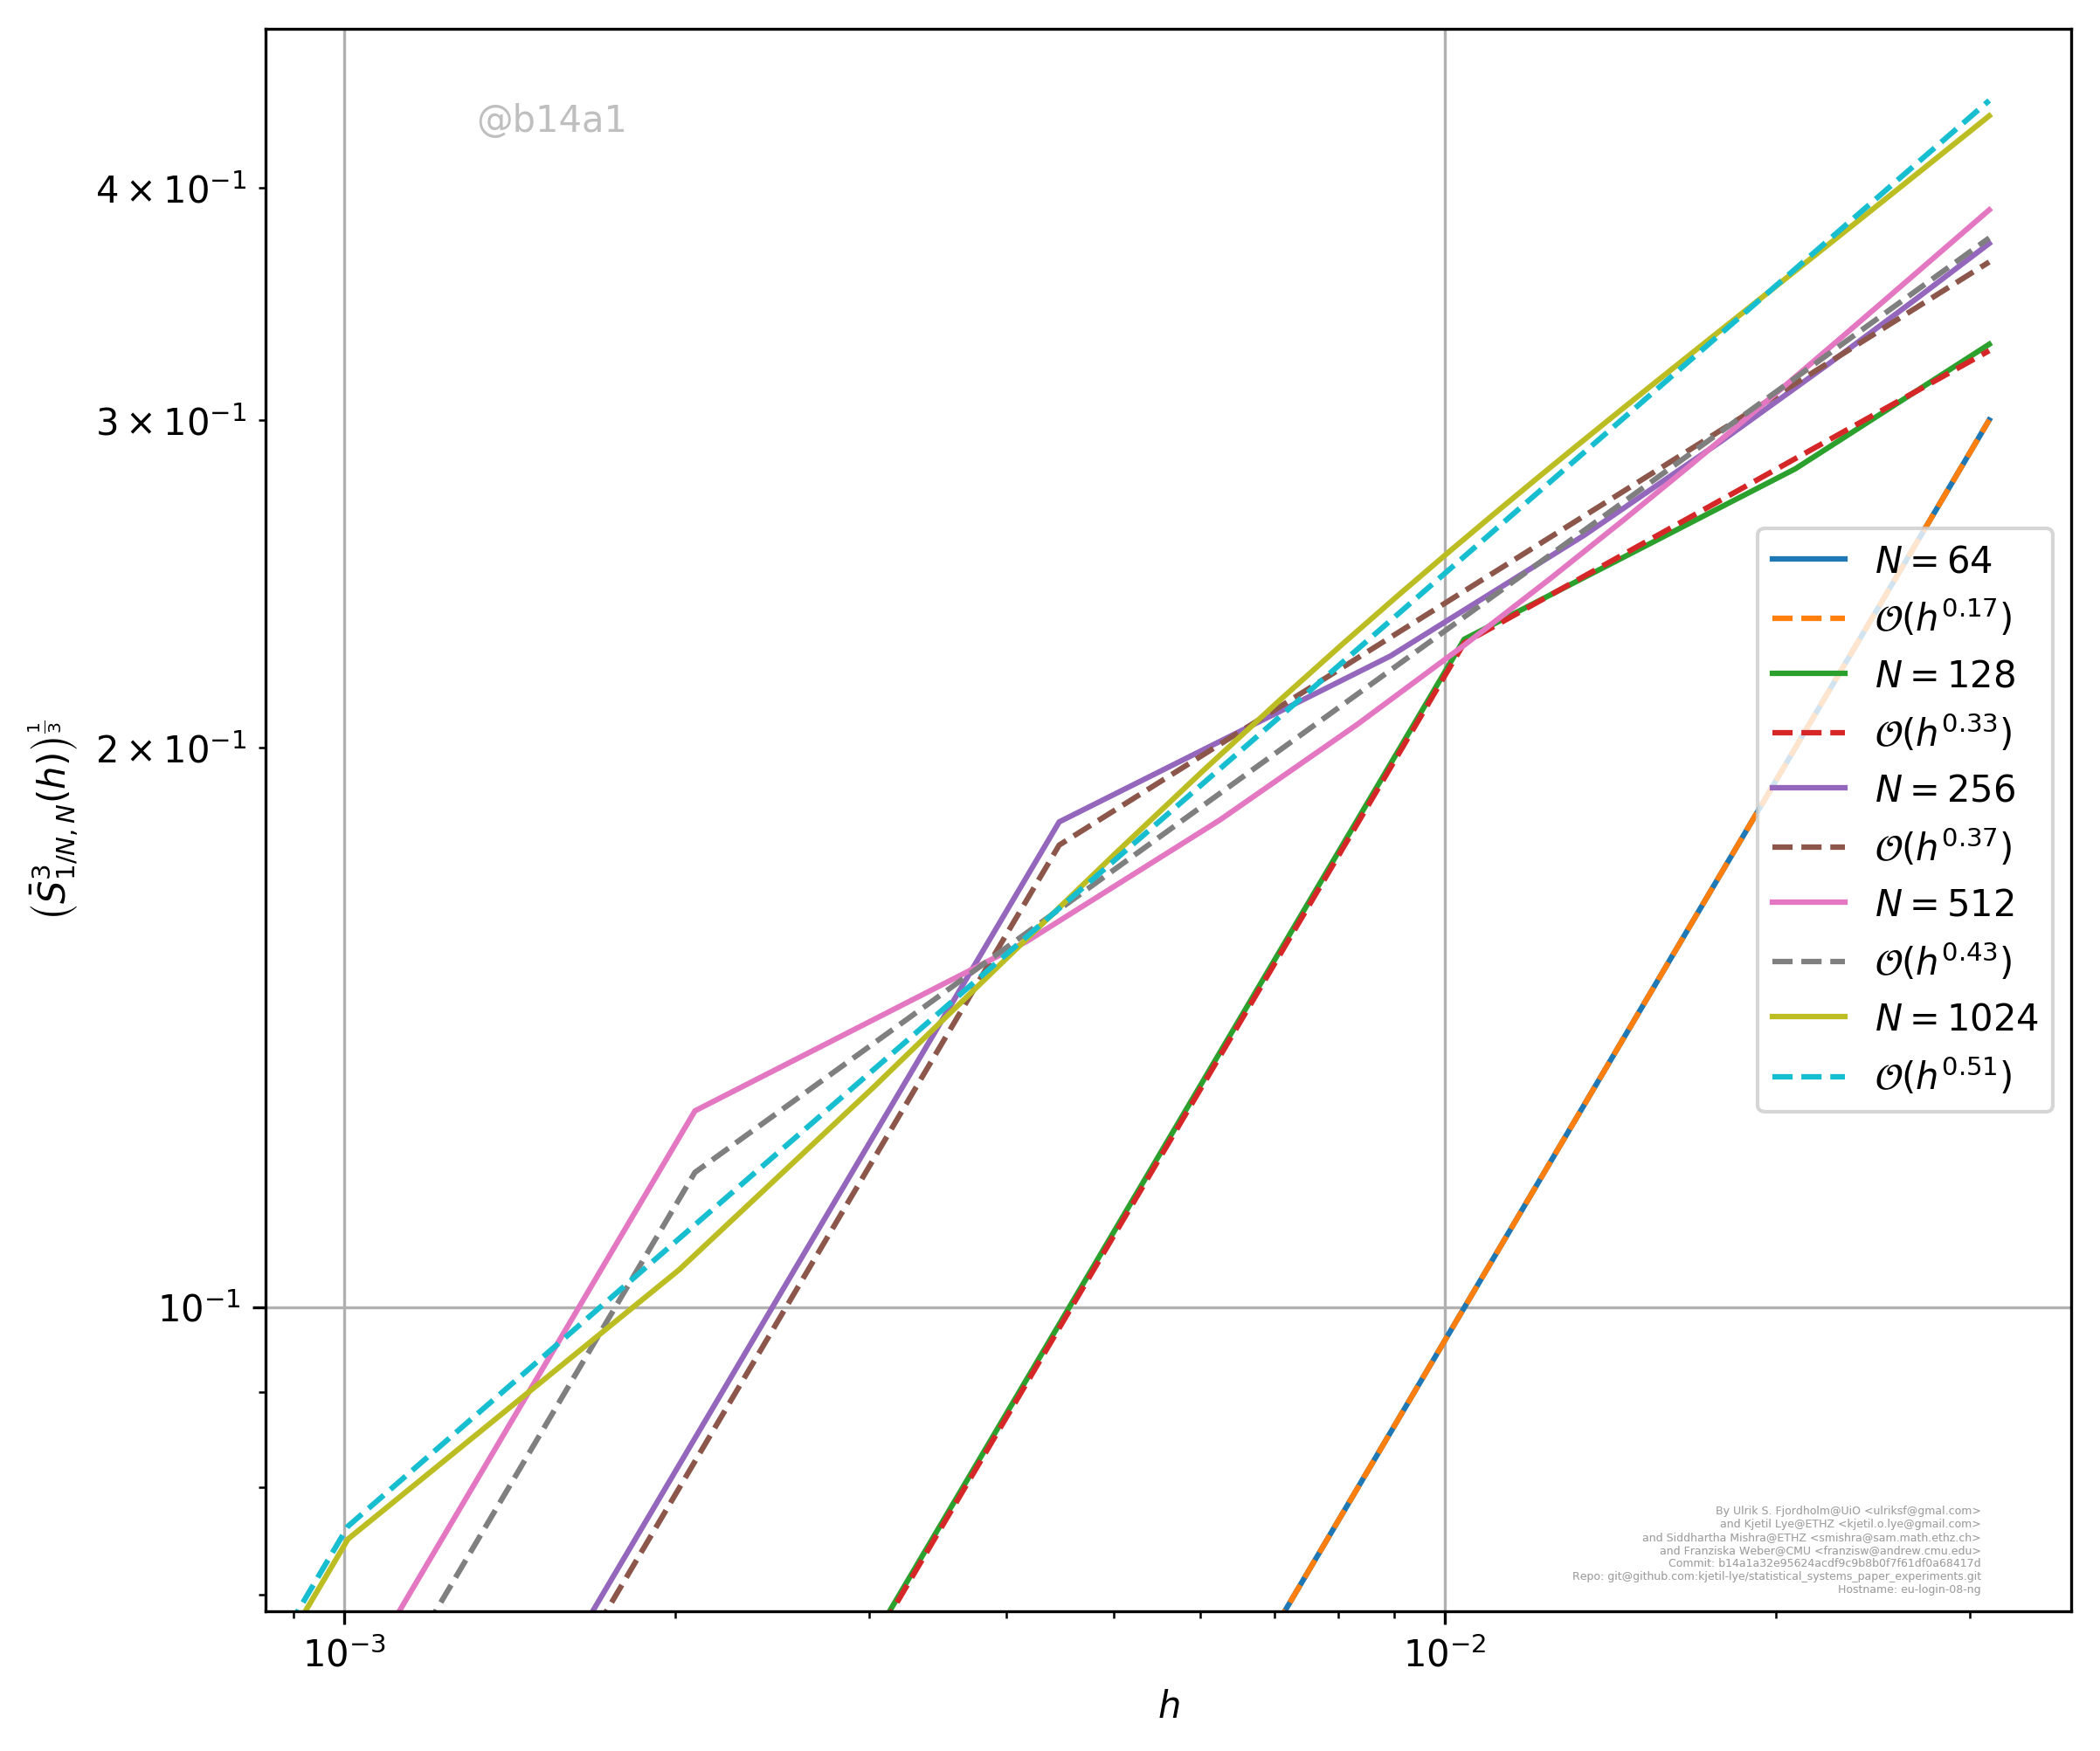 @b14a1
4 × 10⁻¹
3 × 10⁻¹
2 × 10⁻¹
10⁻¹
(S̄³₁/N,N(h))^(1/3)
N = 64
𝒪(h^0.17)
N = 128
𝒪(h^0.33)
N = 256
𝒪(h^0.37)
N = 512
𝒪(h^0.43)
N = 1024
𝒪(h^0.51)
By Ulrik S. Fjordholm@UiO <ulriksf@gmal.com>
and Kjetil Lye@ETHZ <kjetil.o.lye@gmail.com>
and Siddhartha Mishra@ETHZ <smishra@sam.math.ethz.ch>
and Franziska Weber@CMU <franzisw@andrew.cmu.edu>
Commit: b14a1a32e95624acdf9c9b8b0f7f61df0a68417d
Repo: git@github.com:kjetil-lye/statistical_systems_paper_experiments.git
Hostname: eu-login-08-ng
10⁻³
10⁻²
h